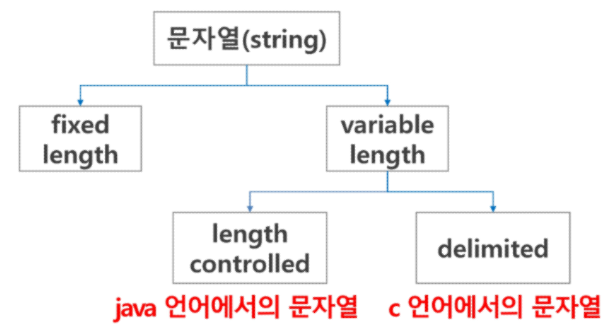 문자열(string)
fixed
length
variable
length
length
controlled
delimited
java 언어에서의 문자열
c 언어에서의 문자열